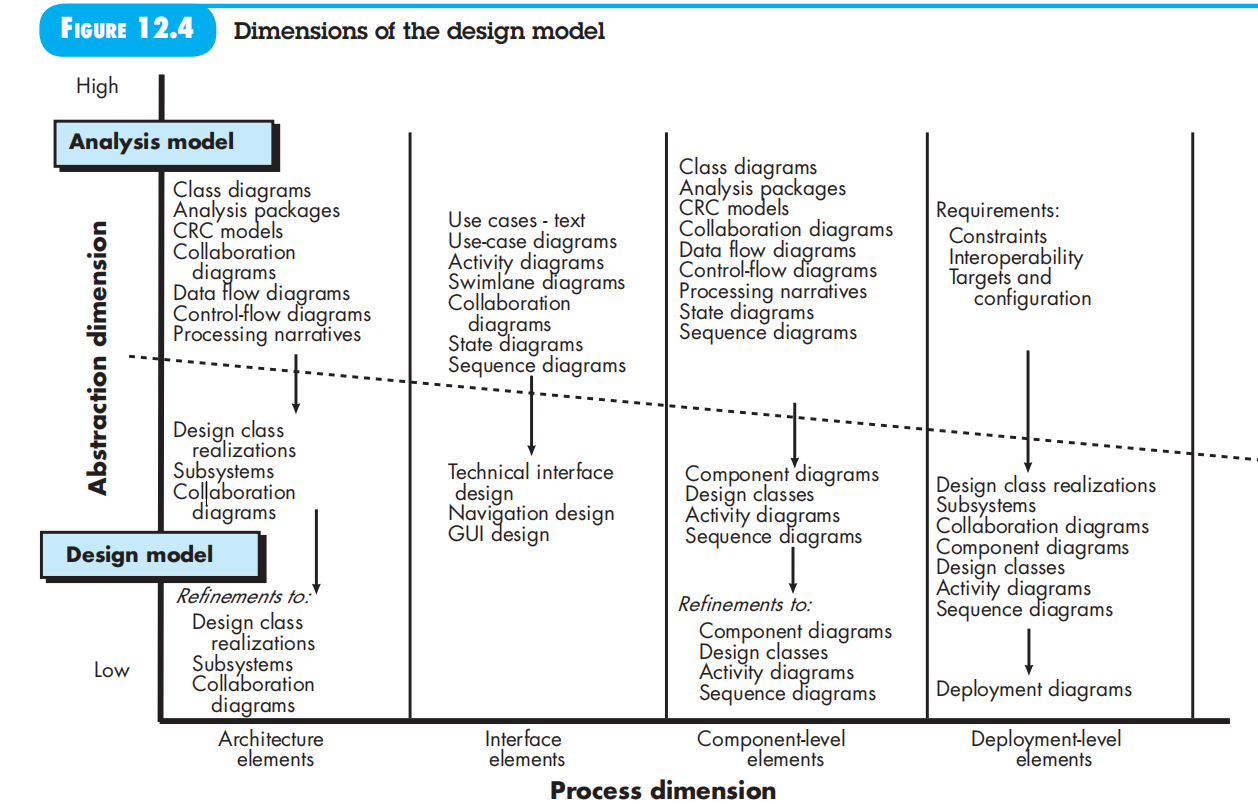 FIGURE 12.4
Dimensions of the design model
High
Analysis model
Abstraction dimension
Design model
Low
Class diagrams
Analysis packages
CRC models
Collaboration
diagrams
Data flow diagrams
Control-flow diagrams
Processing narratives
Design class
realizations
Subsystems
Collaboration
diagrams
Refinements to:
Design class
realizations
Subsystems
Collaboration
diagrams
Use cases - text
Use-case diagrams
Activity diagrams
Swimlane diagrams
Collaboration
diagrams
State diagrams
Sequence diagrams
Technical interface
design
Navigation design
GUI design
Class diagrams
Analysis packages
CRC models
Collaboration diagrams
Data flow diagrams
Control-flow diagrams
Processing narratives
State diagrams
Sequence diagrams
Component diagrams
Design classes
Activity diagrams
Sequence diagrams
Refinements to:
Component diagrams
Design classes
Activity diagrams
Sequence diagrams
Requirements:
Constraints
Interoperability
Targets and
configuration
Design class realizations
Subsystems
Collaboration diagrams
Component diagrams
Design classes
Activity diagrams
Sequence diagrams
Deployment diagrams
Architecture
elements
Interface
elements
Component-level
elements
Deployment-level
elements
Process dimension